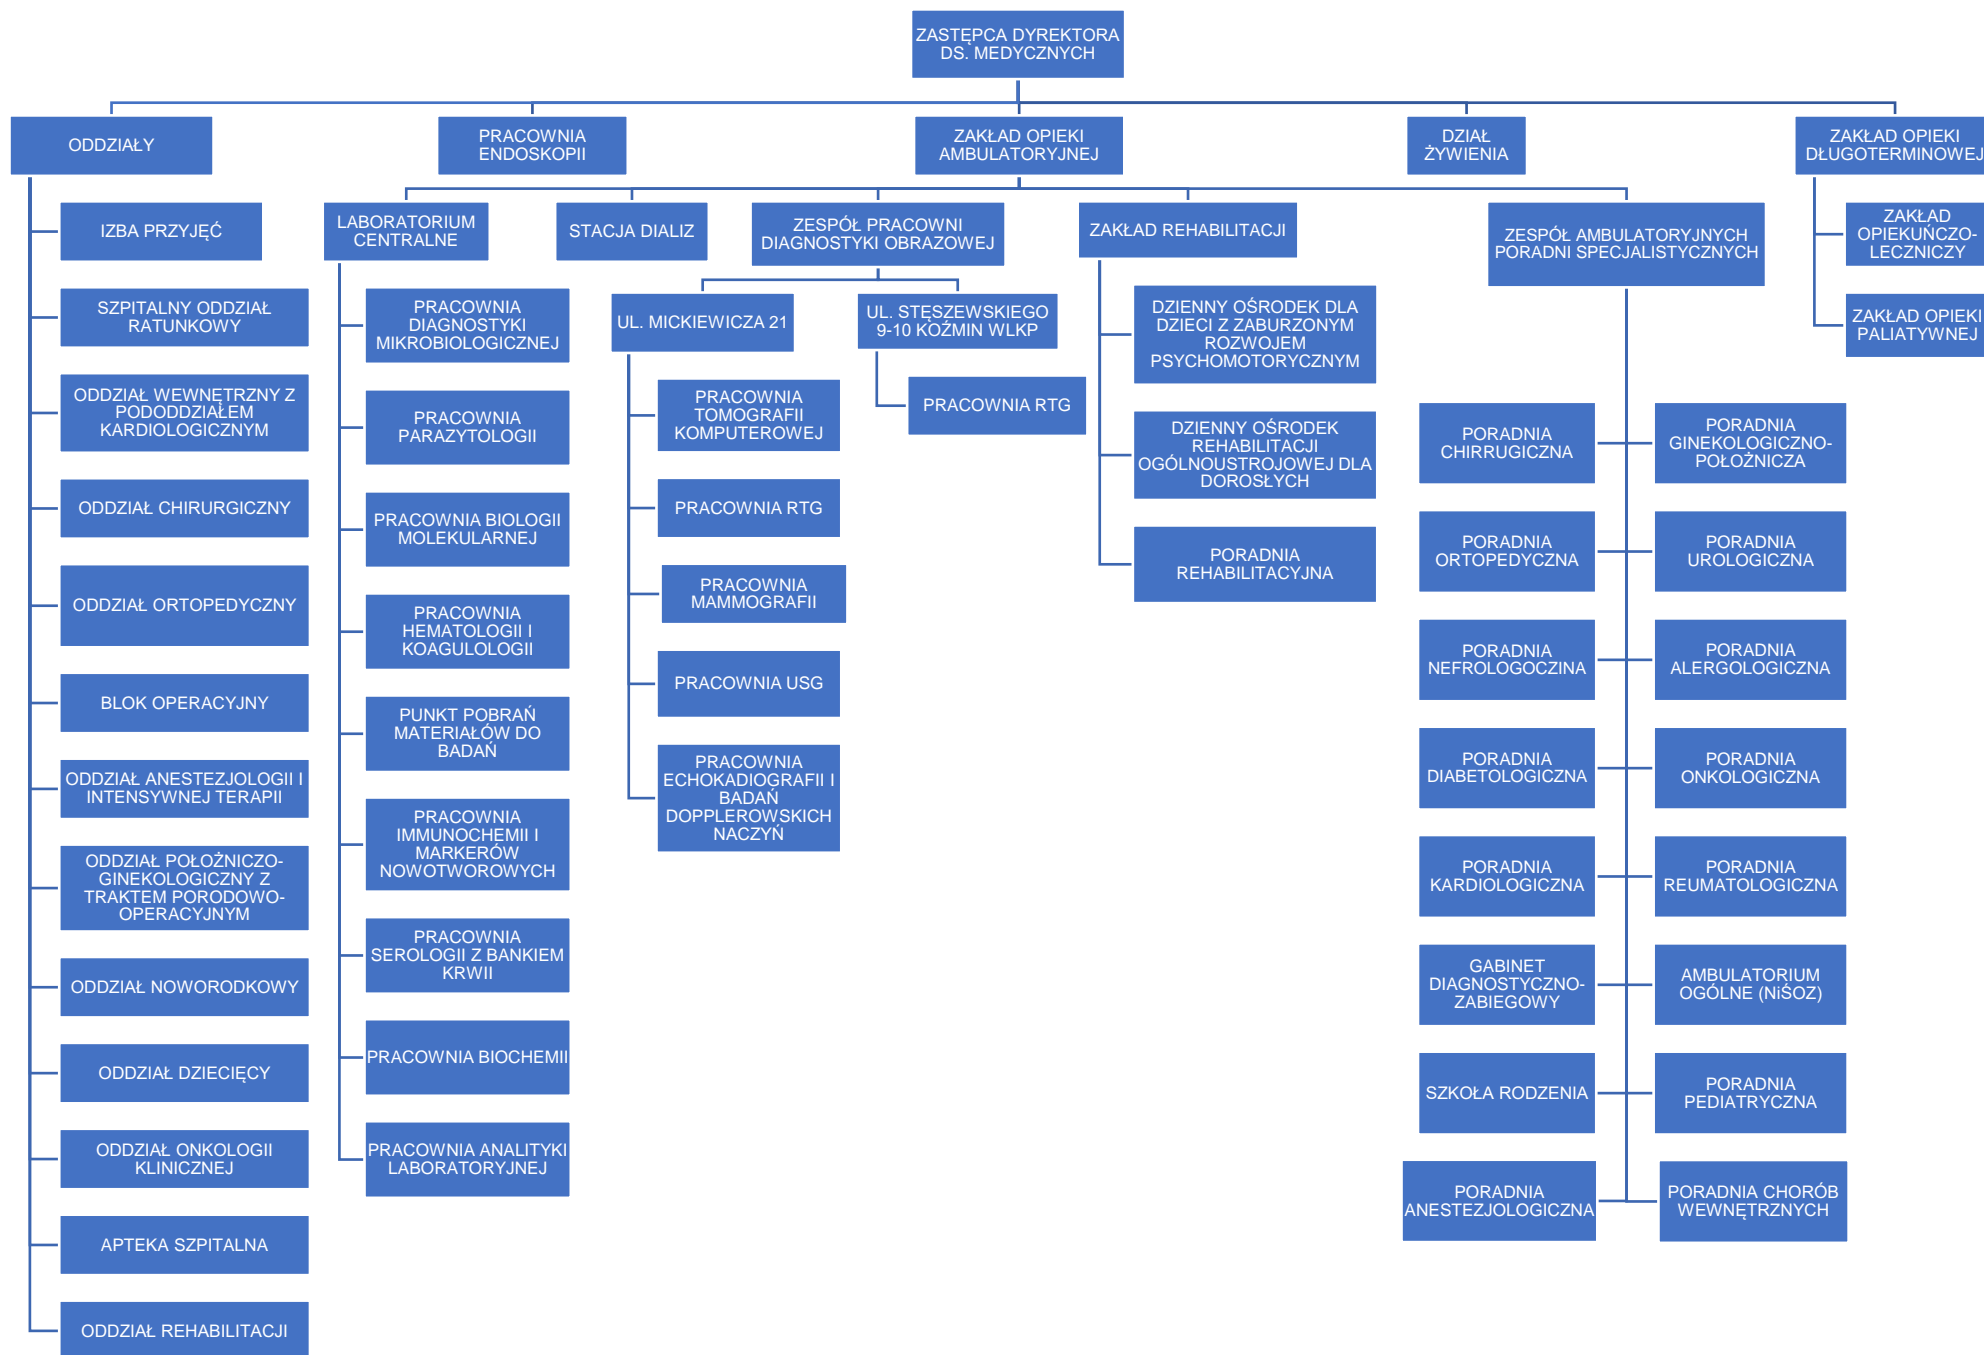 ZASTĘPCA DYREKTORA
DS. MEDYCZNYCH
ODDZIAŁY
PRACOWNIA
ENDOSKOPII
ZAKŁAD OPIEKI
AMBULATORYJNEJ
DZIAŁ
ŻYWIENIA
ZAKŁAD OPIEKI
DŁUGOTERMINOWEJ
IZBA PRZYJĘĆ
SZPITALNY ODDZIAŁ
RATUNKOWY
ODDZIAŁ WEWNĘTRZNY Z
PODODDZIAŁEM
KARDIOLOGICZNYM
ODDZIAŁ CHIRURGICZNY
ODDZIAŁ ORTOPEDYCZNY
BLOK OPERACYJNY
ODDZIAŁ ANESTEZJOLOGII I
INTENSYWNEJ TERAPII
ODDZIAŁ POŁOŻNICZO-
GINEKOLOGICZNY Z
TRAKTEM PORODOWO-
OPERACYJNYM
ODDZIAŁ NOWORODKOWY
ODDZIAŁ DZIECIĘCY
ODDZIAŁ ONKOLOGII
KLINICZNEJ
APTEKA SZPITALNA
ODDZIAŁ REHABILITACJI
LABORATORIUM
CENTRALNE
PRACOWNIA
DIAGNOSTYKI
MIKROBIOLOGICZNEJ
PRACOWNIA
PARAZYTOLOGII
PRACOWNIA BIOLOGII
MOLEKULARNEJ
PRACOWNIA
HEMATOLOGII I
KOAGULOLOGII
PUNKT POBRAŃ
MATERIAŁÓW DO
BADAŃ
PRACOWNIA
IMMUNOCHEMII I
MARKERÓW
NOWOTWOROWYCH
PRACOWNIA
SEROLOGII Z BANKIEM
KRWII
PRACOWNIA BIOCHEMII
PRACOWNIA ANALITYKI
LABORATORYJNEJ
STACJA DIALIZ
ZESPÓŁ PRACOWNI
DIAGNOSTYKI OBRAZOWEJ
UL. MICKIEWICZA 21
PRACOWNIA
TOMOGRAFII
KOMPUTEROWEJ
PRACOWNIA RTG
PRACOWNIA
MAMMOGRAFII
PRACOWNIA USG
PRACOWNIA
ECHOKADIOGRAFII I
BADAŃ
DOPPLEROWSKICH
NACZYŃ
UL. STĘSZEWSKIEGO
9-10 KOŹMIN WLKP
PRACOWNIA RTG
ZAKŁAD REHABILITACJI
DZIENNY OŚRODEK DLA
DZIECI Z ZABURZONYM
ROZWOJEM
PSYCHOMOTORYCZNYM
DZIENNY OŚRODEK
REHABILITACJI
OGÓLNOUSTROJOWEJ DLA
DOROSŁYCH
PORADNIA
REHABILITACYJNA
ZESPÓŁ AMBULATORYJNYCH
PORADNI SPECJALISTYCZNYCH
PORADNIA
CHIRRUGICZNA
PORADNIA
GINEKOLOGICZNO-
POŁOŻNICZA
PORADNIA
ORTOPEDYCZNA
PORADNIA
UROLOGICZNA
PORADNIA
NEFROLOGOCZINA
PORADNIA
ALERGOLOGICZNA
PORADNIA
DIABETOLOGICZNA
PORADNIA
ONKOLOGICZNA
PORADNIA
KARDIOLOGICZNA
PORADNIA
REUMATOLOGICZNA
GABINET
DIAGNOSTYCZNO-
ZABIEGOWY
AMBULATORIUM
OGÓLNE (NiŚOZ)
SZKOŁA RODZENIA
PORADNIA
PEDIATRYCZNA
PORADNIA
ANESTEZJOLOGICZNA
PORADNIA CHORÓB
WEWNĘTRZNYCH
ZAKŁAD
OPIEKUŃCZO-
LECZNICZY
ZAKŁAD OPIEKI
PALIATYWNEJ